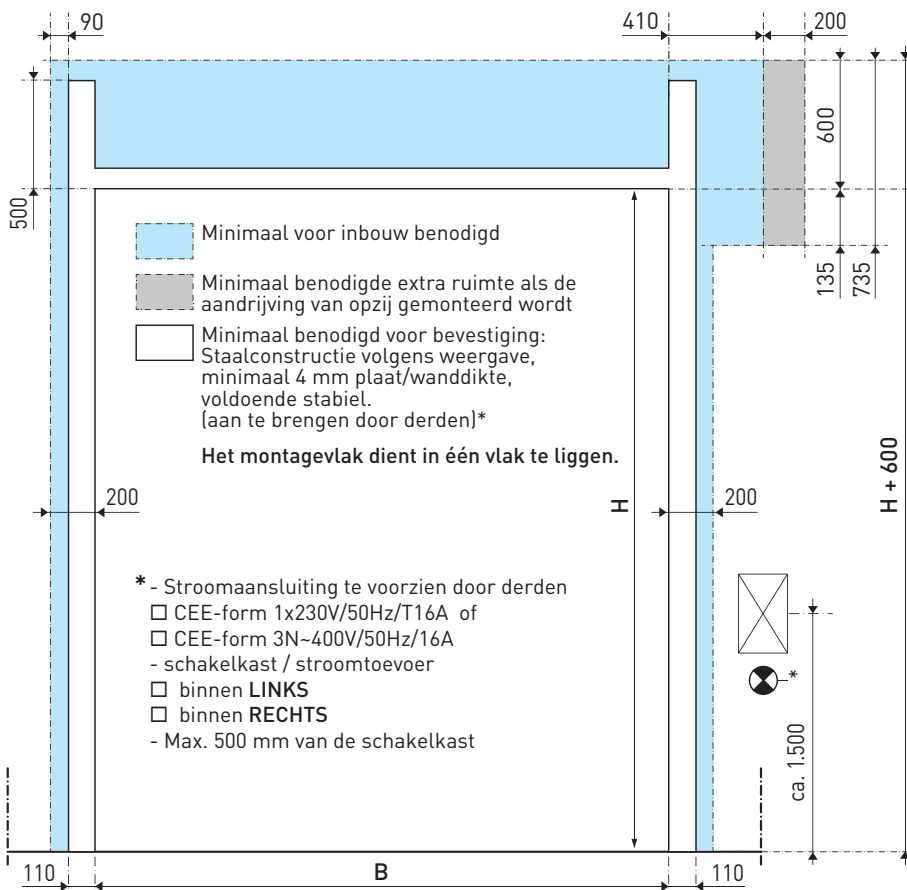 90
410
200
600
500
135
735
Minimaal voor inbouw benodigd
Minimaal benodigde extra ruimte als de
aandrijving van opzij gemonteerd wordt
Minimaal benodigd voor bevestiging:
Staalconstructie volgens weergave,
minimaal 4 mm plaat/wanddikte,
voldoende stabiel.
(aan te brengen door derden)*
Het montagevlak dient in één vlak te liggen.
H
H + 600
200
200
* - Stroomaansluiting te voorzien door derden
☐ CEE-form 1x230V/50Hz/T16A of
☐ CEE-form 3N~400V/50Hz/16A
- schakelkast / stroomtoevoer
☐ binnen LINKS
☐ binnen RECHTS
- Max. 500 mm van de schakelkast
*
ca. 1.500
110
B
110